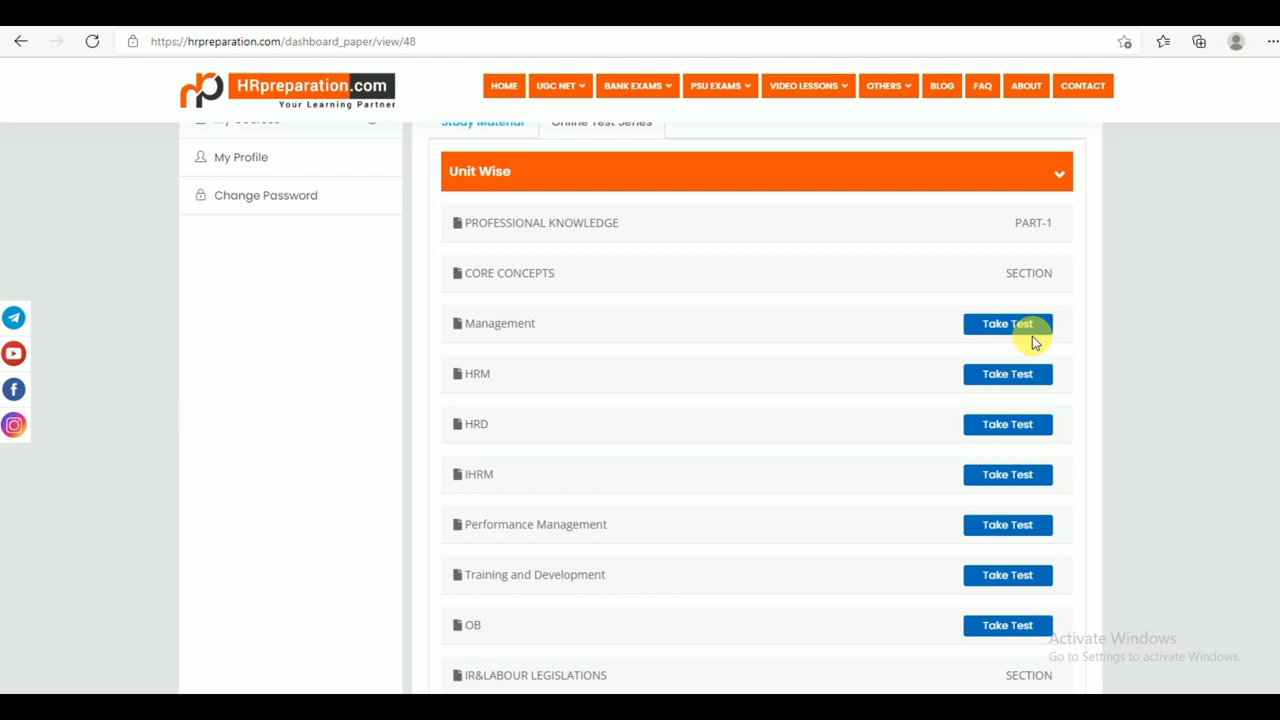 https://hrpreparation.com/dashboard_paper/view/48
HRpreparation.com
Your Learning Partner
HOME
UGC NET
BANK EXAMS
PSU EXAMS
VIDEO LESSONS
OTHERS
BLOG
FAQ
ABOUT
CONTACT
My Courses
My Profile
Change Password
Study Material
Online Test Series
Unit Wise
PROFESSIONAL KNOWLEDGE PART-1
CORE CONCEPTS SECTION
Management Take Test
HRM Take Test
HRD Take Test
IHRM Take Test
Performance Management Take Test
Training and Development Take Test
OB Take Test
IR&LABOUR LEGISLATIONS SECTION
Activate Windows
Go to Settings to activate Windows.